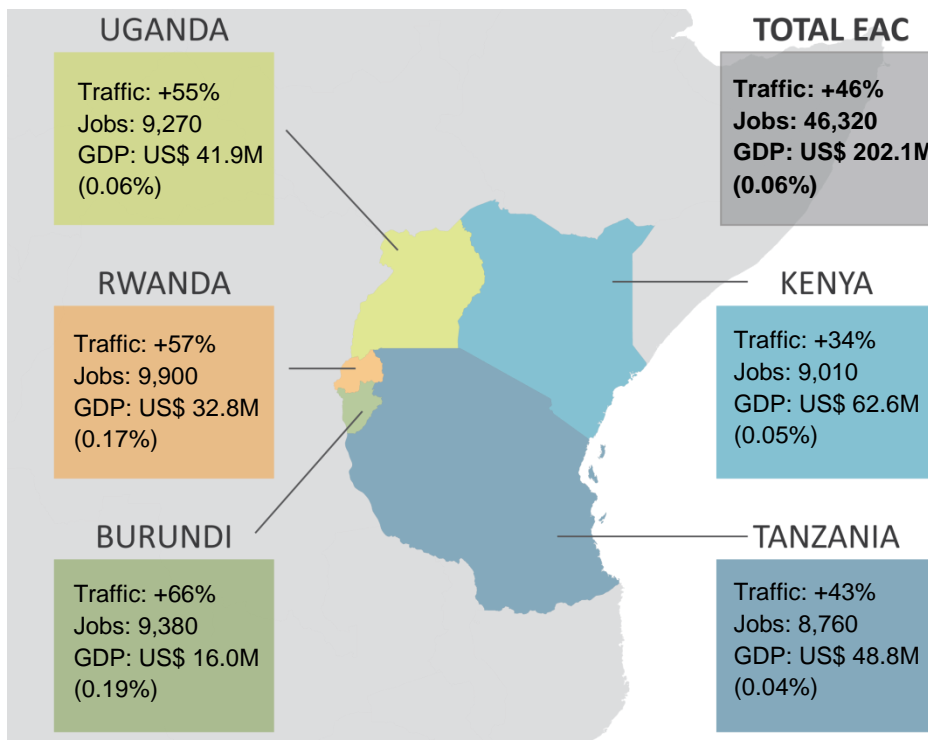 UGANDA
Traffic: +55%
Jobs: 9,270
GDP: US$ 41.9M
(0.06%)
TOTAL EAC
Traffic: +46%
Jobs: 46,320
GDP: US$ 202.1M
(0.06%)
RWANDA
Traffic: +57%
Jobs: 9,900
GDP: US$ 32.8M
(0.17%)
KENYA
Traffic: +34%
Jobs: 9,010
GDP: US$ 62.6M
(0.05%)
BURUNDI
Traffic: +66%
Jobs: 9,380
GDP: US$ 16.0M
(0.19%)
TANZANIA
Traffic: +43%
Jobs: 8,760
GDP: US$ 48.8M
(0.04%)